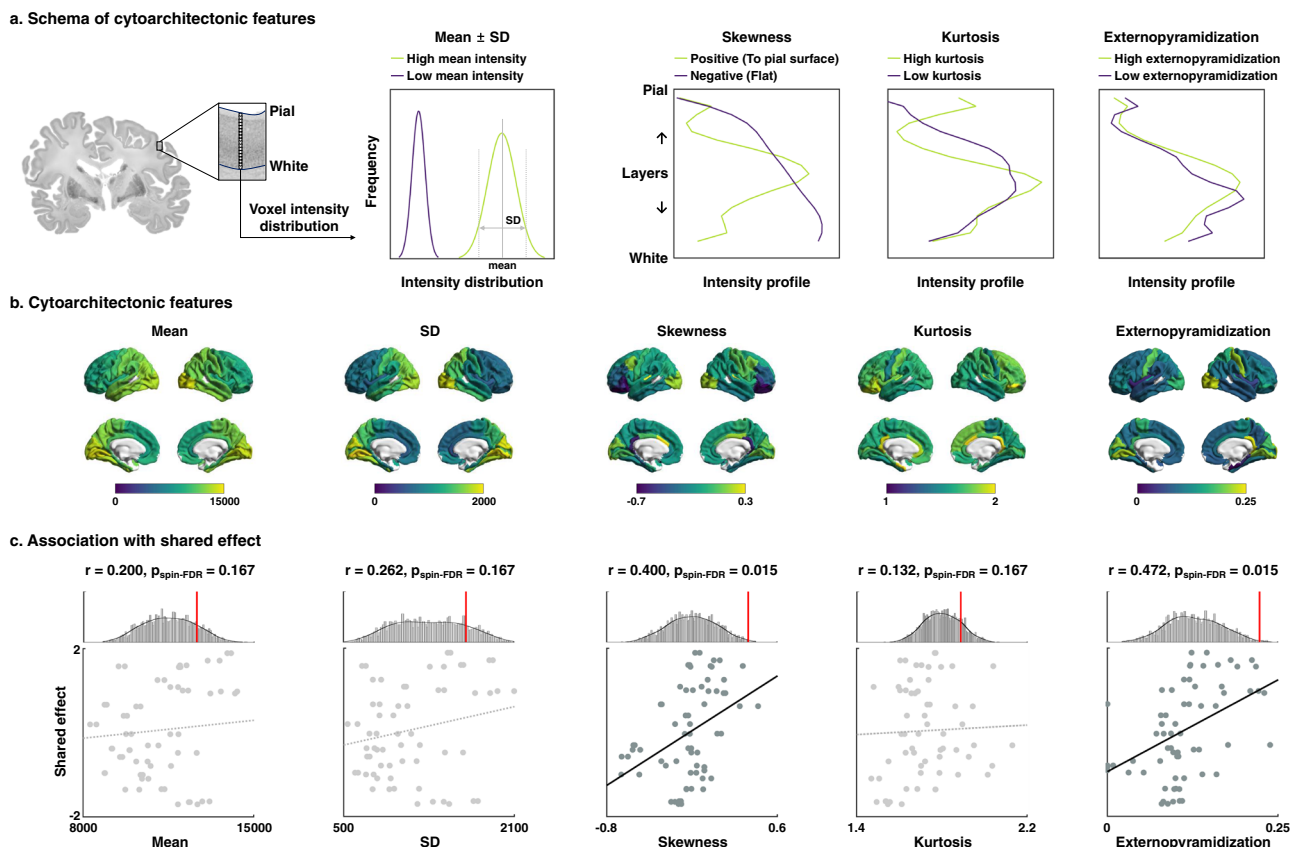 a. Schema of cytoarchitectonic features
Mean ± SD
High mean intensity
Low mean intensity
Skewness
Positive (To pial surface)
Negative (Flat)
Kurtosis
High kurtosis
Low kurtosis
Externopyramidization
High externopyramidization
Low externopyramidization
Pial
White
Voxel intensity
distribution
Frequency
SD
mean
Intensity distribution
Pial
↑
Layers
↓
White
Intensity profile
Intensity profile
Intensity profile
b. Cytoarchitectonic features
Mean
SD
Skewness
Kurtosis
Externopyramidization
0 15000
0 2000
-0.7 0.3
1 2
0 0.25
c. Association with shared effect
r = 0.200, pspin-FDR = 0.167
r = 0.262, pspin-FDR = 0.167
r = 0.400, pspin-FDR = 0.015
r = 0.132, pspin-FDR = 0.167
r = 0.472, pspin-FDR = 0.015
2
Shared effect
-2
8000 15000
Mean
500 2100
SD
-0.8 0.6
Skewness
1.4 2.2
Kurtosis
0 0.25
Externopyramidization